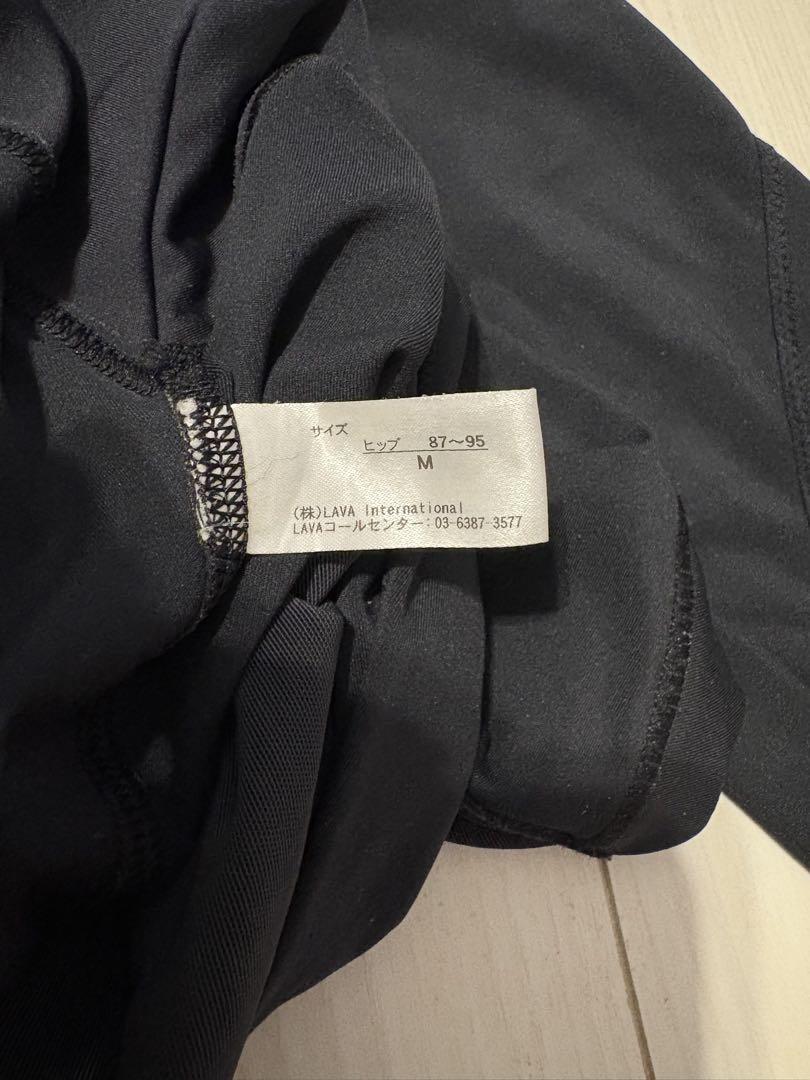 サイズ
ヒップ 87～95
M
(株)LAVA International
LAVAコールセンター:03-6387-3577